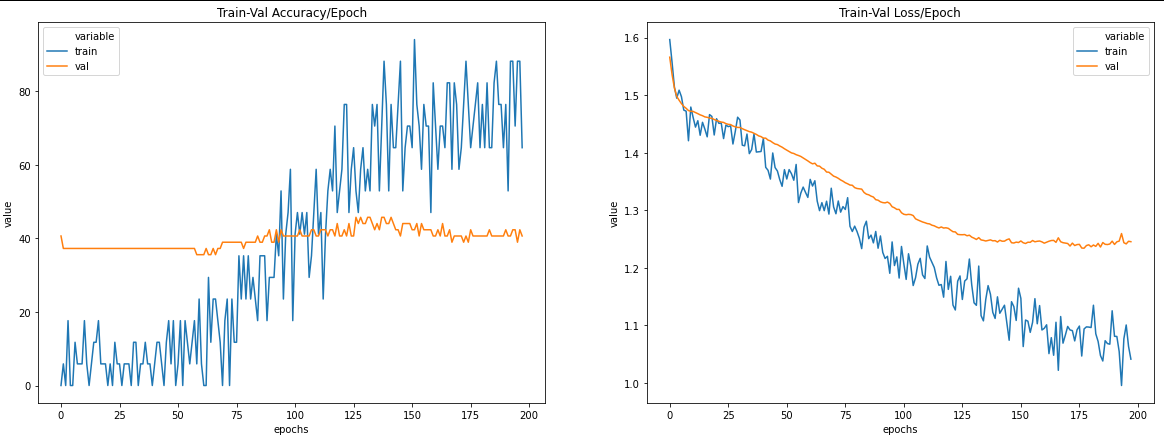 Train-Val Accuracy/Epoch
variable
train
val
value
80
60
40
20
0
0 25 50 75 100 125 150 175 200
epochs
Train-Val Loss/Epoch
variable
train
val
value
1.6
1.5
1.4
1.3
1.2
1.1
1.0
0 25 50 75 100 125 150 175 200
epochs